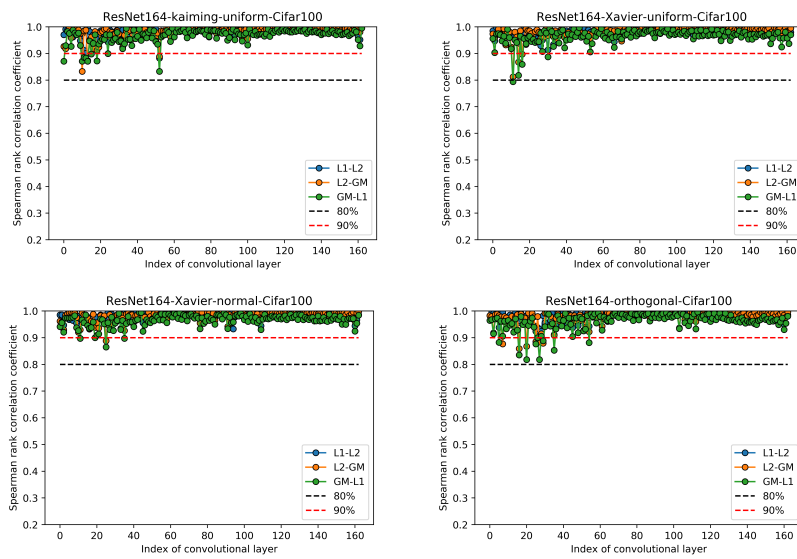 ResNet164-kaiming-uniform-Cifar100
Spearman rank correlation coefficient
1.0
0.9
0.8
0.7
0.6
0.5
0.4
0.3
0.2
L1-L2
L2-GM
GM-L1
80%
90%
0 20 40 60 80 100 120 140 160
Index of convolutional layer
ResNet164-Xavier-uniform-Cifar100
Spearman rank correlation coefficient
1.0
0.9
0.8
0.7
0.6
0.5
0.4
0.3
0.2
L1-L2
L2-GM
GM-L1
80%
90%
0 20 40 60 80 100 120 140 160
Index of convolutional layer
ResNet164-Xavier-normal-Cifar100
Spearman rank correlation coefficient
1.0
0.9
0.8
0.7
0.6
0.5
0.4
0.3
0.2
L1-L2
L2-GM
GM-L1
80%
90%
0 20 40 60 80 100 120 140 160
Index of convolutional layer
ResNet164-orthogonal-Cifar100
Spearman rank correlation coefficient
1.0
0.9
0.8
0.7
0.6
0.5
0.4
0.3
0.2
L1-L2
L2-GM
GM-L1
80%
90%
0 20 40 60 80 100 120 140 160
Index of convolutional layer